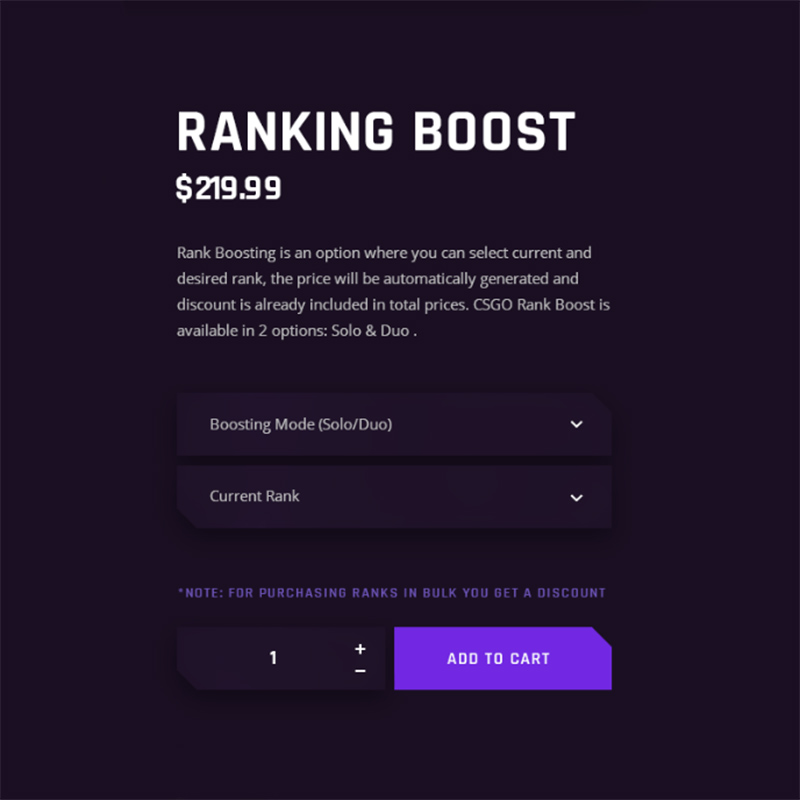 RANKING BOOST
$219.99
Rank Boosting is an option where you can select current and
desired rank, the price will be automatically generated and
discount is already included in total prices. CSGO Rank Boost is
available in 2 options: Solo & Duo .
Boosting Mode (Solo/Duo)
Current Rank
*NOTE: FOR PURCHASING RANKS IN BULK YOU GET A DISCOUNT
1 + −
ADD TO CART